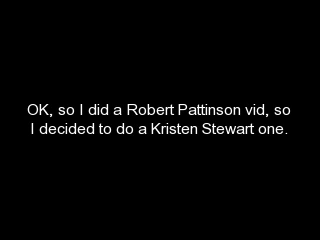 OK, so I did a Robert Pattinson vid, so
I decided to do a Kristen Stewart one.